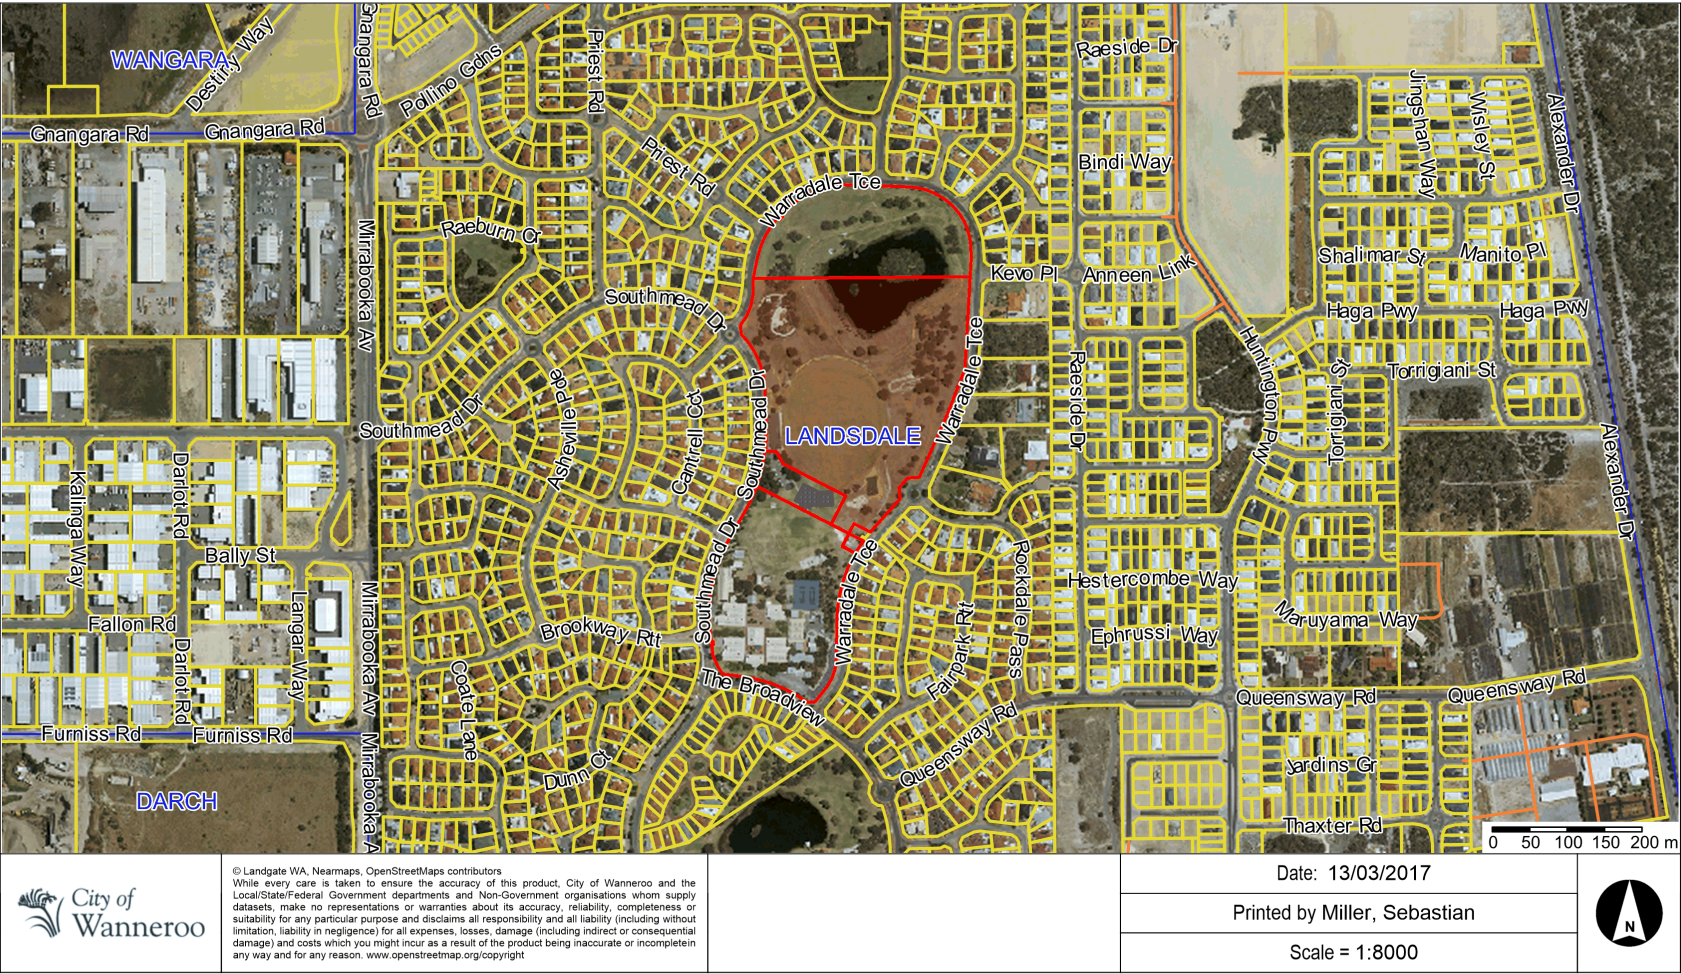 WANGARA
Destiny Way
Gnangara Rd
Pollino Gdns
Priest Rd
Raeside Dr
Jingshan Way
Wisley St
Alexander Dr
Gnangara Rd
Gnangara Rd
Priest Rd
Bindi Way
Warradale Tce
Raeburn Cr
Mirrabooka Av
Kevo Pl
Anneen Link
Shalimar St
Manito Pl
Southmead Dr
Haga Pwy
Haga Pwy
Huntington Pwy
Warradale Tce
Raeside Dr
Torrigiani St
Torrigiani St
Southmead Dr
Asheville Pde
Cantrell Cct
Southmead Dr
LANDSDALE
Alexander Dr
Kalinga Way
Darlot Rd
Bally St
Southmead Dr
Warradale Tce
Rockdale Pass
Hestercombe Way
Maruyama Way
Fallon Rd
Langar Way
Mirrabooka Av
Brookway Rtt
Fairpark Rtt
Ephrussi Way
Darlot Rd
Coate Lane
The Broadview
Queensway Rd
Queensway Rd
Queensway Rd
Furniss Rd
Furniss Rd
Mirrabooka A
Dunn Ct
Jardins Gr
DARCH
Thaxter Rd
0 50 100 150 200 m
City of
Wanneroo
© Landgate WA, Nearmaps, OpenStreetMaps contributors
While every care is taken to ensure the accuracy of this product, City of Wanneroo and the
Local/State/Federal Government departments and Non-Government organisations whom supply
datasets, make no representations or warranties about its accuracy, reliability, completeness or
suitability for any particular purpose and disclaims all responsibility and all liability (including without
limitation, liability in negligence) for all expenses, losses, damage (including indirect or consequential
damage) and costs which you might incur as a result of the product being inaccurate or incompletein
any way and for any reason. www.openstreetmap.org/copyright
Date: 13/03/2017
Printed by Miller, Sebastian
Scale = 1:8000
N